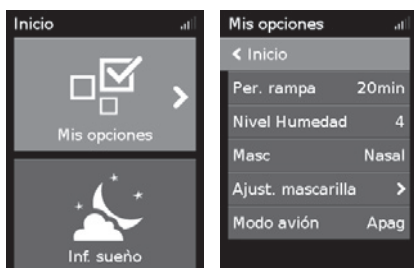 Inicio
Mis opciones
Inf. sueño
Mis opciones
Inicio
Per. rampa 20min
Nivel Humedad 4
Masc Nasal
Ajust. mascarilla
Modo avión Apag